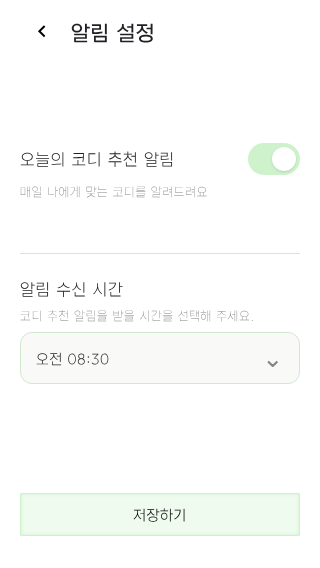 알림 설정
오늘의 코디 추천 알림
매일 나에게 맞는 코디를 알려드려요
알림 수신 시간
코디 추천 알림을 받을 시간을 선택해 주세요.
오전 08:30
저장하기